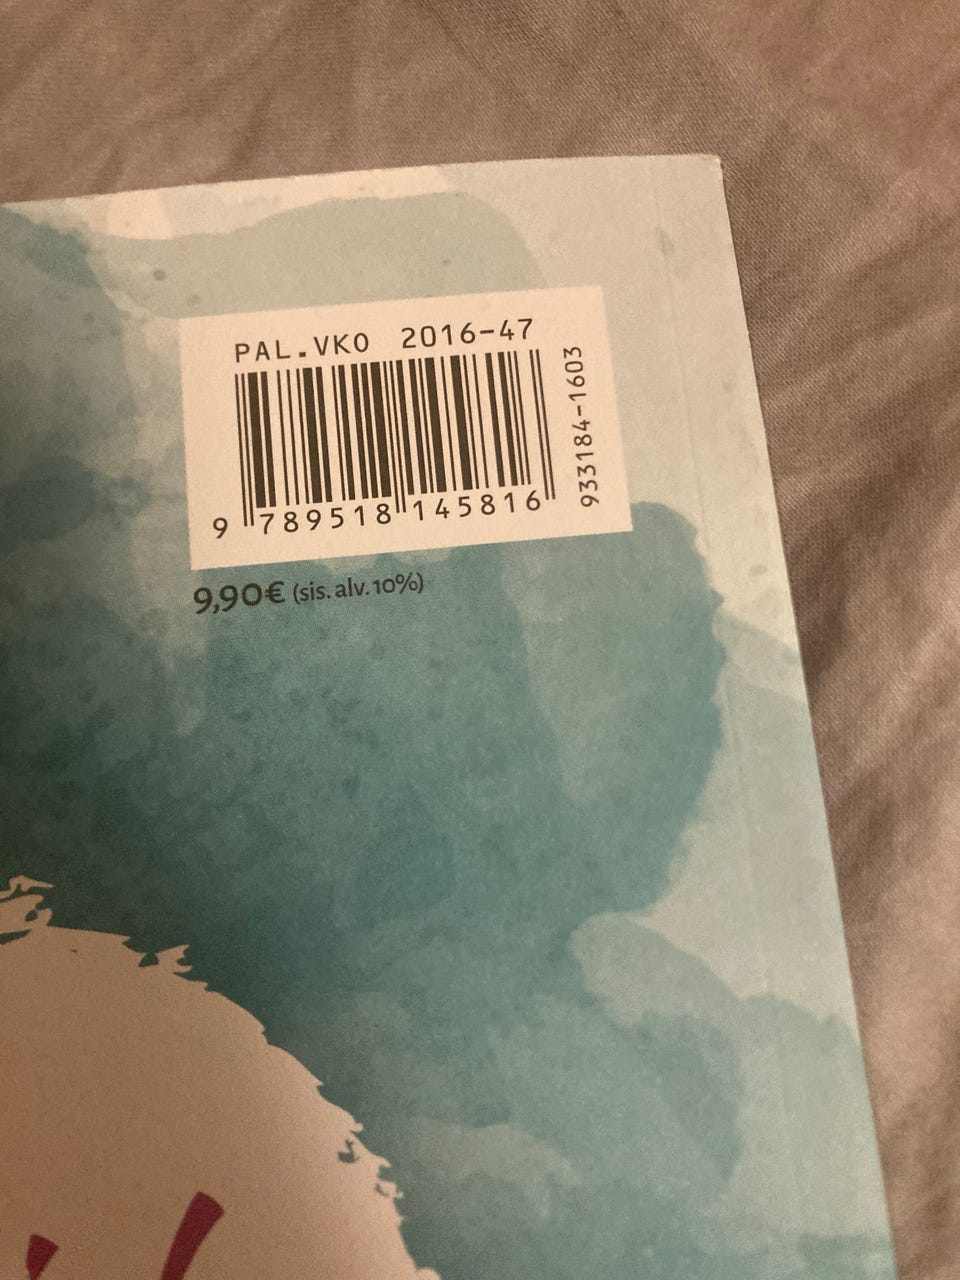 PAL.VKO 2016-47
9 789518 145816
933184-1603
9,90€ (sis. alv. 10%)